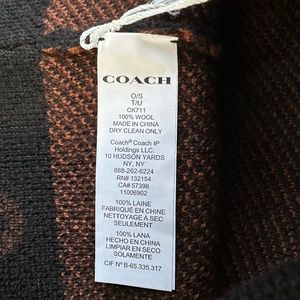 COACH
O/S
T/U
CK711
100% WOOL
MADE IN CHINA
DRY CLEAN ONLY
Coach® Coach IP
Holdings LLC.
10 HUDSON YARDS
NY, NY
888-262-6224
RN# 132154
CA# 57398
11006902
100% LAINE
FABRIQUÉ EN CHINE
NETTOYAGE À SEC
SEULEMENT
100% LANA
HECHO EN CHINA
LIMPIAR EN SECO
SOLAMENTE
CIF Nº B-65.335.317